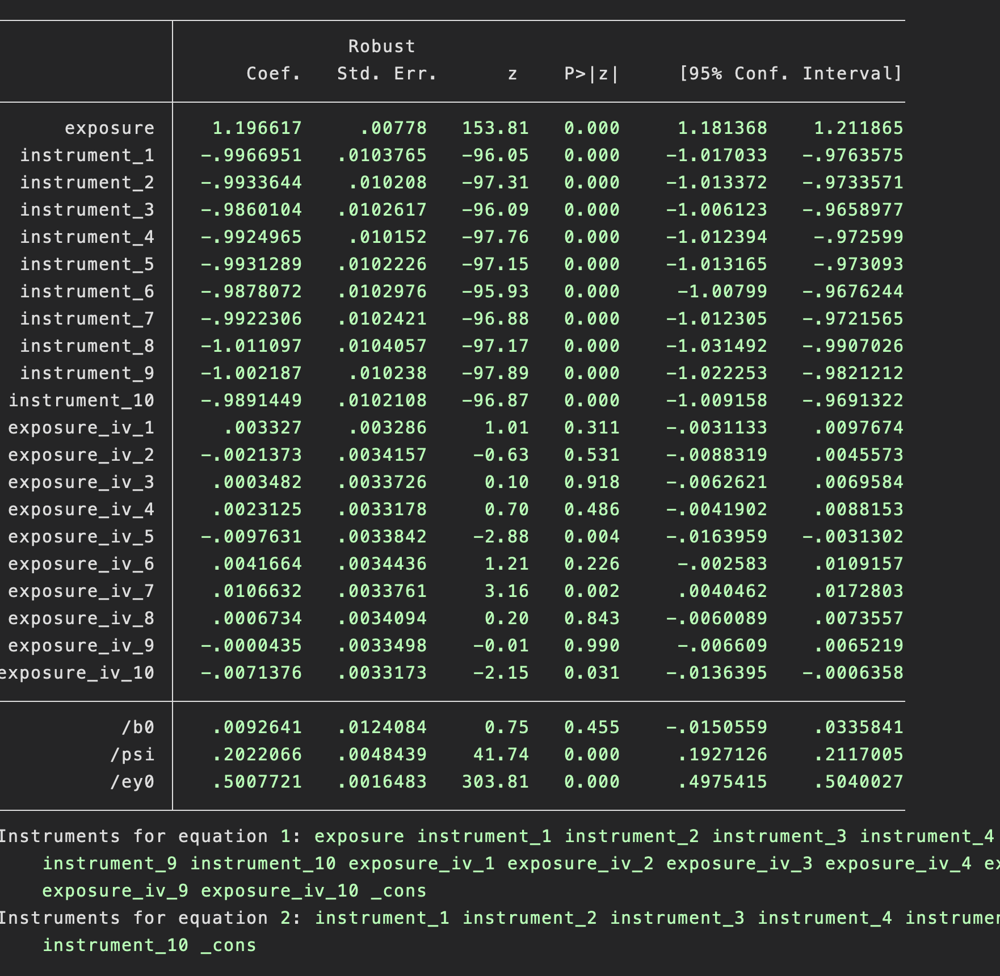 Robust
Coef. Std. Err. z P>|z| [95% Conf. Interval]
exposure 1.196617 .00778 153.81 0.000 1.181368 1.211865
instrument_1 -.9966951 .0103765 -96.05 0.000 -1.017033 -.9763575
instrument_2 -.9933644 .010208 -97.31 0.000 -1.013372 -.9733571
instrument_3 -.9860104 .0102617 -96.09 0.000 -1.006123 -.9658977
instrument_4 -.9924965 .010152 -97.76 0.000 -1.012394 -.972599
instrument_5 -.9931289 .0102226 -97.15 0.000 -1.013165 -.973093
instrument_6 -.9878072 .0102976 -95.93 0.000 -1.00799 -.9676244
instrument_7 -.9922306 .0102421 -96.88 0.000 -1.012305 -.9721565
instrument_8 -1.011097 .0104057 -97.17 0.000 -1.031492 -.9907026
instrument_9 -1.002187 .010238 -97.89 0.000 -1.022253 -.9821212
instrument_10 -.9891449 .0102108 -96.87 0.000 -1.009158 -.9691322
exposure_iv_1 .003327 .003286 1.01 0.311 -.0031133 .0097674
exposure_iv_2 -.0021373 .0034157 -0.63 0.531 -.0088319 .0045573
exposure_iv_3 .0003482 .0033726 0.10 0.918 -.0062621 .0069584
exposure_iv_4 .0023125 .0033178 0.70 0.486 -.0041902 .0088153
exposure_iv_5 -.0097631 .0033842 -2.88 0.004 -.0163959 -.0031302
exposure_iv_6 .0041664 .0034436 1.21 0.226 -.002583 .0109157
exposure_iv_7 .0106632 .0033761 3.16 0.002 .0040462 .0172803
exposure_iv_8 .0006734 .0034094 0.20 0.843 -.0060089 .0073557
exposure_iv_9 -.0000435 .0033498 -0.01 0.990 -.006609 .0065219
exposure_iv_10 -.0071376 .0033173 -2.15 0.031 -.0136395 -.0006358
/b0 .0092641 .0124084 0.75 0.455 -.0150559 .0335841
/psi .2022066 .0048439 41.74 0.000 .1927126 .2117005
/ey0 .5007721 .0016483 303.81 0.000 .4975415 .5040027
Instruments for equation 1: exposure instrument_1 instrument_2 instrument_3 instrument_4
instrument_9 instrument_10 exposure_iv_1 exposure_iv_2 exposure_iv_3 exposure_iv_4
exposure_iv_9 exposure_iv_10 _cons
Instruments for equation 2: instrument_1 instrument_2 instrument_3 instrument_4
instrument_10 _cons